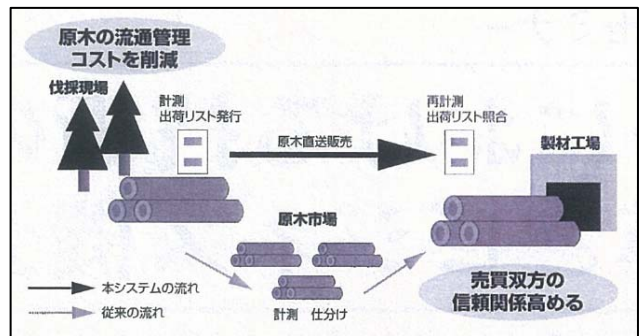 原木の流通管理
コストを削減
伐採現場
計測
出荷リスト発行
原木直送販売
再計測
出荷リスト照合
製材工場
原木市場
計測 仕分け
本システムの流れ
従来の流れ
売買双方の
信頼関係高める